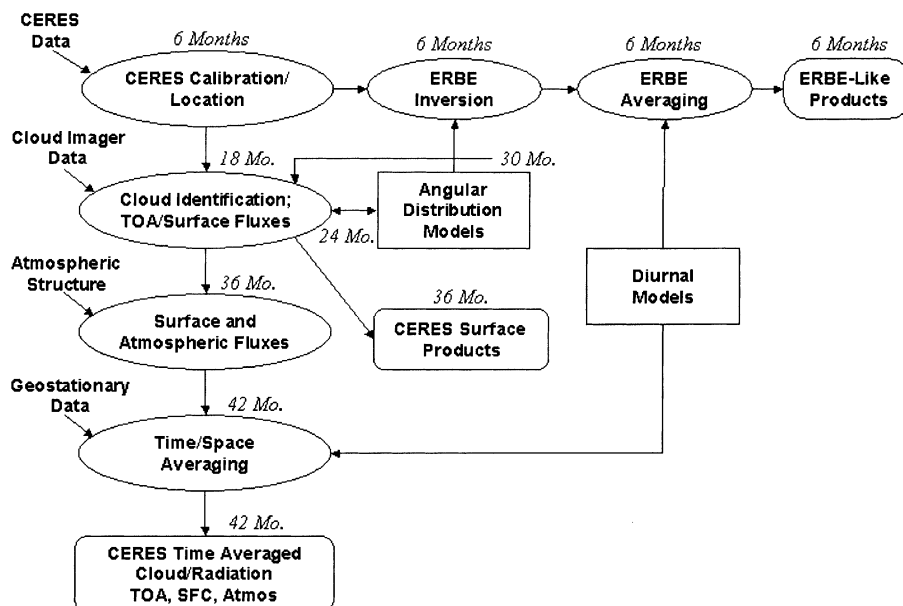 CERES
Data
6 Months
6 Months
6 Months
6 Months
CERES Calibration/
Location
ERBE
Inversion
ERBE
Averaging
ERBE-Like
Products
Cloud Imager
Data
18 Mo.
30 Mo.
Cloud Identification;
TOA/Surface Fluxes
Angular
Distribution
Models
24 Mo.
Atmospheric
Structure
36 Mo.
36 Mo.
Diurnal
Models
Surface and
Atmospheric Fluxes
CERES Surface
Products
Geostationary
Data
42 Mo.
Time/Space
Averaging
42 Mo.
CERES Time Averaged
Cloud/Radiation
TOA, SFC, Atmos